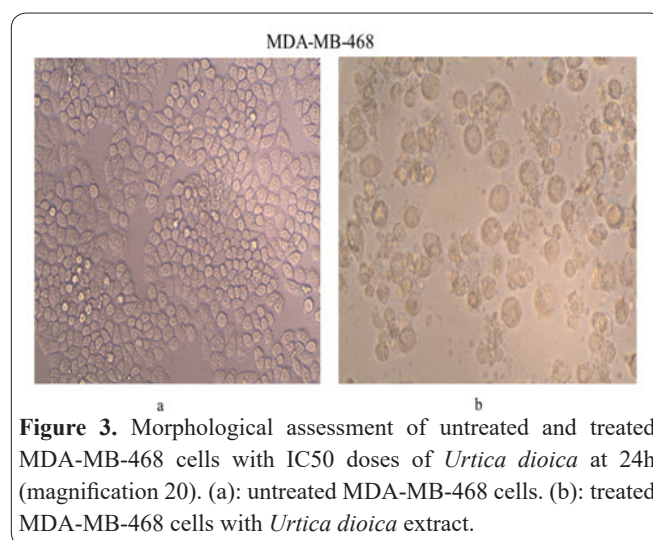 MDA-MB-468
a
b
Figure 3. Morphological assessment of untreated and treated
MDA-MB-468 cells with IC50 doses of Urtica dioica at 24h
(magnification 20). (a): untreated MDA-MB-468 cells. (b): treated
MDA-MB-468 cells with Urtica dioica extract.